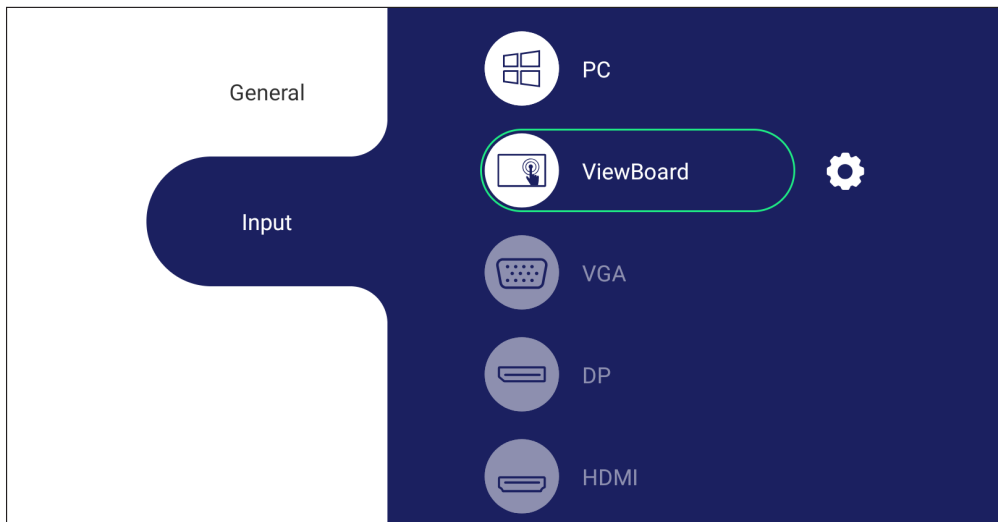 General
Input
PC
ViewBoard
VGA
DP
HDMI